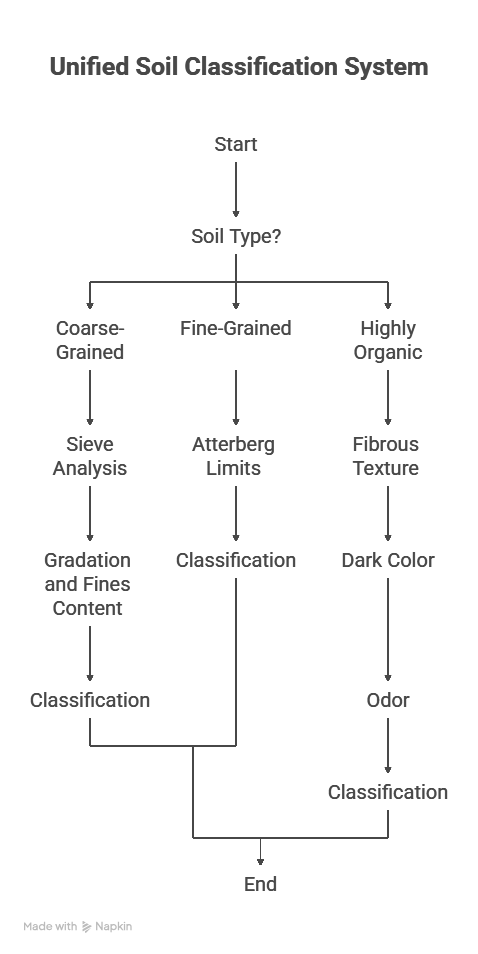 Unified Soil Classification System
Start
Soil Type?
Coarse-
Grained
Fine-Grained
Highly
Organic
Sieve
Analysis
Atterberg
Limits
Fibrous
Texture
Gradation
and Fines
Content
Classification
Dark Color
Classification
Odor
Classification
End
Made with Napkin